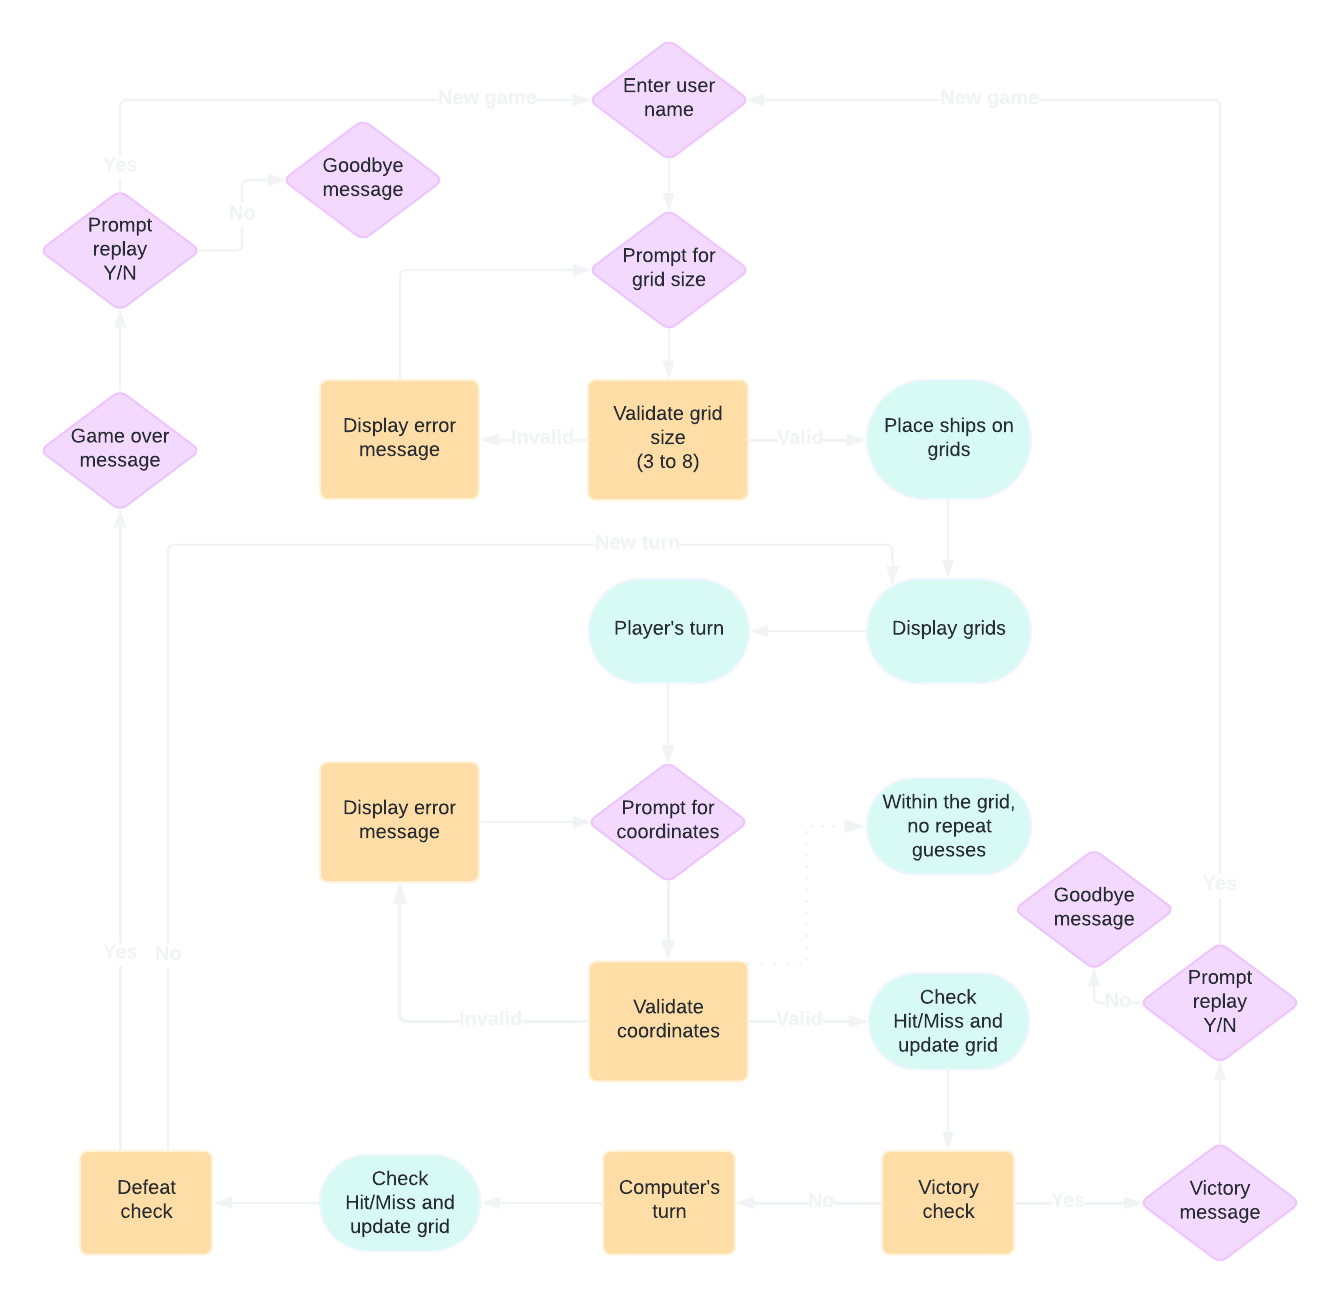 Enter user
name
New game
New game
Yes
Goodbye
message
No
Prompt
replay
Y/N
Prompt for
grid size
Game over
message
Display error
message
Invalid
Validate grid
size
(3 to 8)
Valid
Place ships on
grids
New turn
Player's turn
Display grids
Display error
message
Prompt for
coordinates
Within the grid,
no repeat
guesses
Goodbye
message
Yes
Yes
No
Prompt
replay
Y/N
No
Invalid
Validate
coordinates
Valid
Check
Hit/Miss and
update grid
Defeat
check
Check
Hit/Miss and
update grid
Computer's
turn
No
Victory
check
Yes
Victory
message